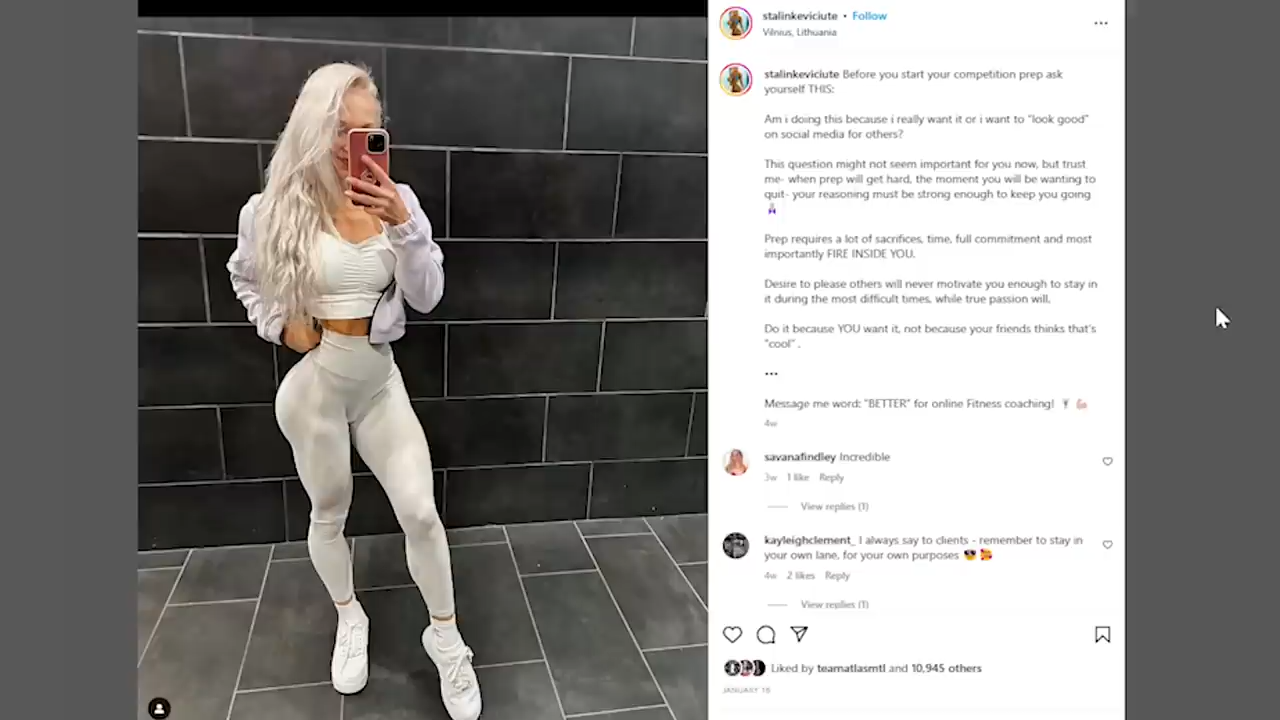 stalinkeviciute • Follow
Vilnius, Lithuania
stalinkeviciute Before you start your competition prep ask
yourself THIS:
Am i doing this because i really want it or i want to "look good"
on social media for others?
This question might not seem important for you now, but trust
me- when prep will get hard, the moment you will be wanting to
quit- your reasoning must be strong enough to keep you going
Prep requires a lot of sacrifices, time, full commitment and most
importantly FIRE INSIDE YOU.
Desire to please others will never motivate you enough to stay in
it during the most difficult times, while true passion will.
Do it because YOU want it, not because your friends thinks that's
"cool" .
•••
Message me word: "BETTER" for online Fitness coaching!
4w
savanafindley Incredible
3w 1 like Reply
View replies (1)
kayleighclement_ I always say to clients - remember to stay in
your own lane, for your own purposes 😎🥰
4w 2 likes Reply
View replies (1)
Liked by teamatlasmtl and 10,945 others